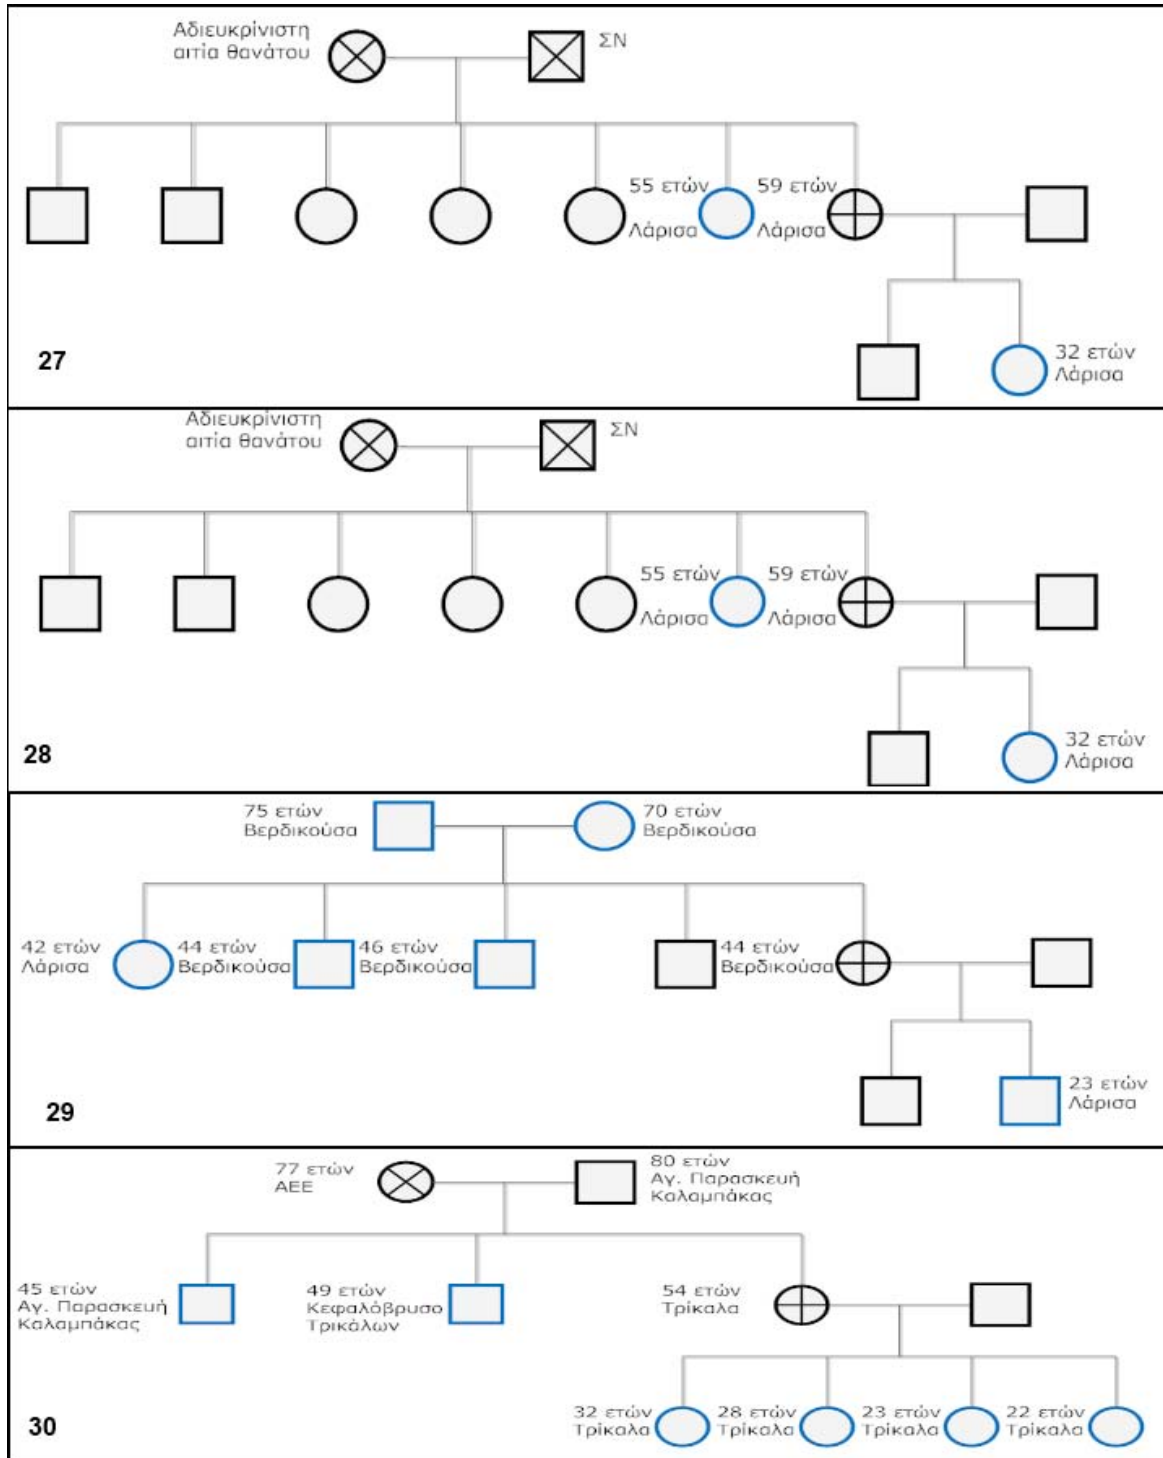 Αδιευκρίνιστη
αιτία θανάτου
ΣΝ
55 ετών
Λάρισα
59 ετών
Λάρισα
32 ετών
Λάρισα
27
Αδιευκρίνιστη
αιτία θανάτου
ΣΝ
55 ετών
Λάρισα
59 ετών
Λάρισα
32 ετών
Λάρισα
28
75 ετών
Βερδικούσα
70 ετών
Βερδικούσα
42 ετών
Λάρισα
44 ετών
Βερδικούσα
46 ετών
Βερδικούσα
44 ετών
Βερδικούσα
23 ετών
Λάρισα
29
77 ετών
ΑΕΕ
80 ετών
Αγ. Παρασκευή
Καλαμπάκας
45 ετών
Αγ. Παρασκευή
Καλαμπάκας
49 ετών
Κεφαλόβρυσο
Τρικάλων
54 ετών
Τρίκαλα
32 ετών
Τρίκαλα
28 ετών
Τρίκαλα
23 ετών
Τρίκαλα
22 ετών
Τρίκαλα
30